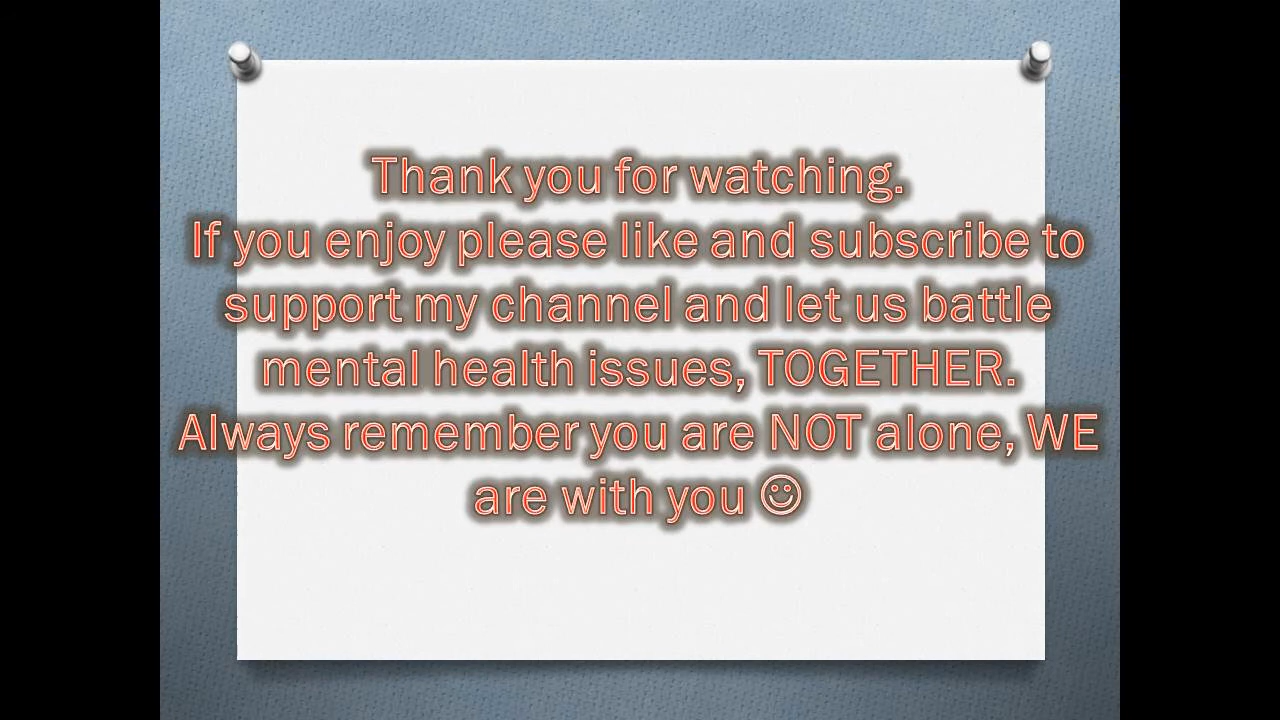 Thank you for watching.
If you enjoy please like and subscribe to
support my channel and let us battle
mental health issues, TOGETHER.
Always remember you are NOT alone, WE
are with you ☺